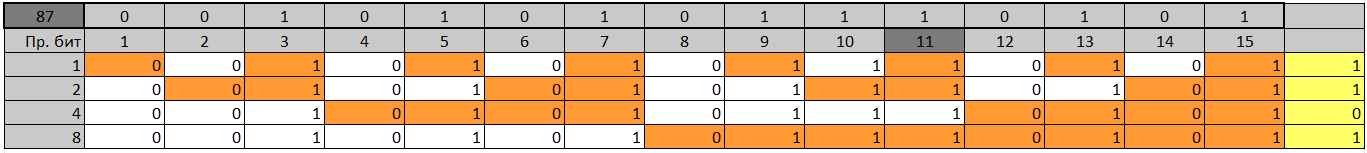 87 0 0 1 0 1 0 1 0 1 1 1 0 1 0 1
Пр. бит 1 2 3 4 5 6 7 8 9 10 11 12 13 14 15
1 0 0 1 0 1 0 1 0 1 1 1 0 1 0 1 1
2 0 0 1 0 1 0 1 0 1 1 1 0 1 0 1 1
4 0 0 1 0 1 0 1 0 1 1 1 0 1 0 1 0
8 0 0 1 0 1 0 1 0 1 1 1 0 1 0 1 1